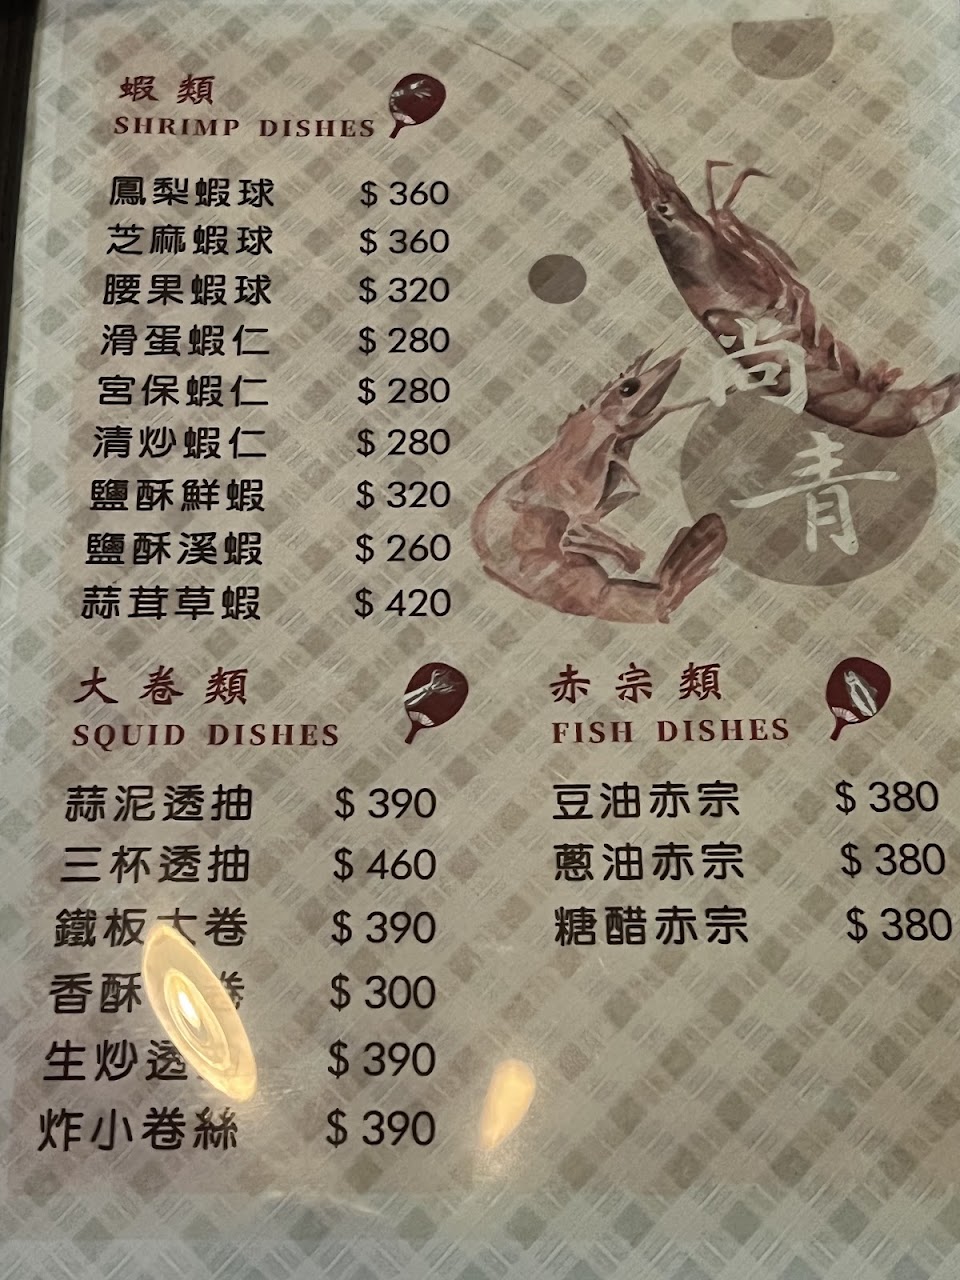 蝦類
SHRIMP DISHES
鳳梨蝦球 $360
芝麻蝦球 $360
腰果蝦球 $320
滑蛋蝦仁 $280
宮保蝦仁 $280
清炒蝦仁 $280
鹽酥鮮蝦 $320
鹽酥溪蝦 $260
蒜茸草蝦 $420
尚青
大卷類
SQUID DISHES
蒜泥透抽 $390
三杯透抽 $460
鐵板大卷 $390
香酥 卷 $300
生炒透 $390
炸小卷絲 $390
赤宗類
FISH DISHES
豆油赤宗 $380
蔥油赤宗 $380
糖醋赤宗 $380